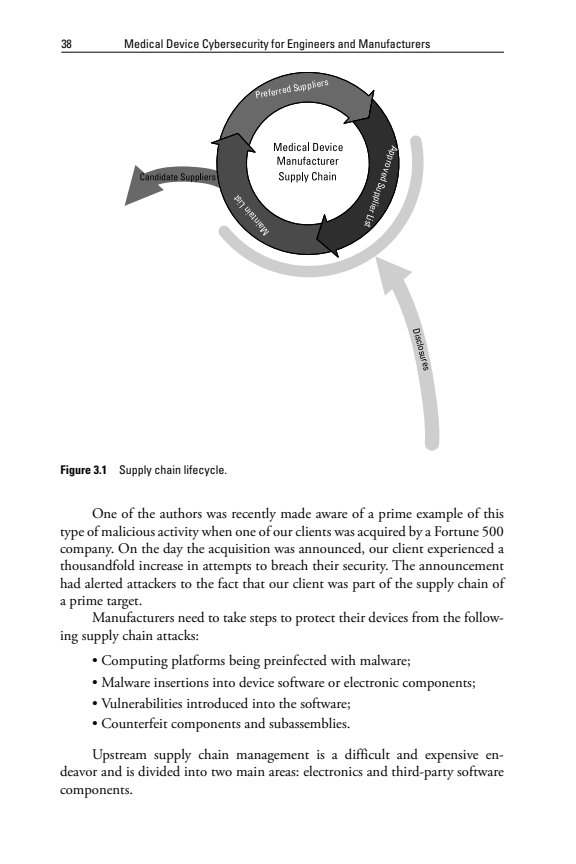 38 Medical Device Cybersecurity for Engineers and Manufacturers
Preferred Suppliers
Medical Device
Manufacturer
Supply Chain
Approved Supplier List
Candidate Suppliers
Maintain List
Disclosures
Figure 3.1 Supply chain lifecycle.
One of the authors was recently made aware of a prime example of this
type of malicious activity when one of our clients was acquired by a Fortune 500
company. On the day the acquisition was announced, our client experienced a
thousandfold increase in attempts to breach their security. The announcement
had alerted attackers to the fact that our client was part of the supply chain of
a prime target.
Manufacturers need to take steps to protect their devices from the follow-
ing supply chain attacks:
• Computing platforms being preinfected with malware;
• Malware insertions into device software or electronic components;
• Vulnerabilities introduced into the software;
• Counterfeit components and subassemblies.
Upstream supply chain management is a difficult and expensive en-
deavor and is divided into two main areas: electronics and third-party software
components.